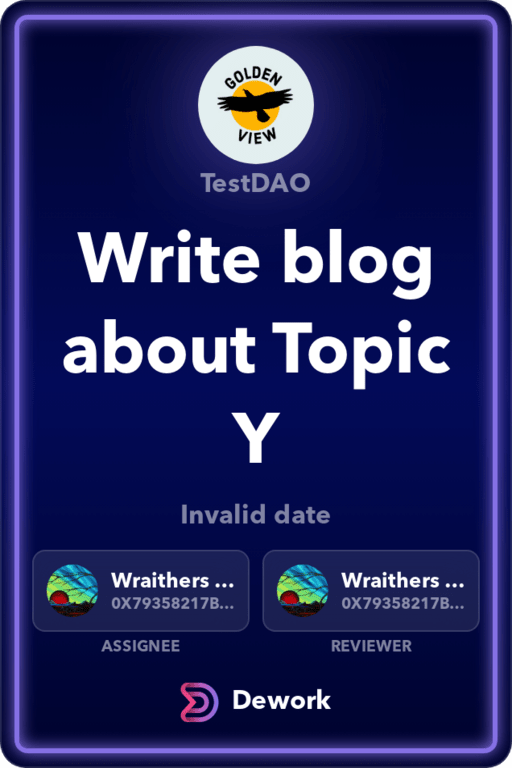 GOLDEN
VIEW
TestDAO
Write blog
about Topic
Y
Invalid date
Wraithers ... Wraithers ...
0X79358217B... 0X79358217B...
ASSIGNEE REVIEWER
Dework